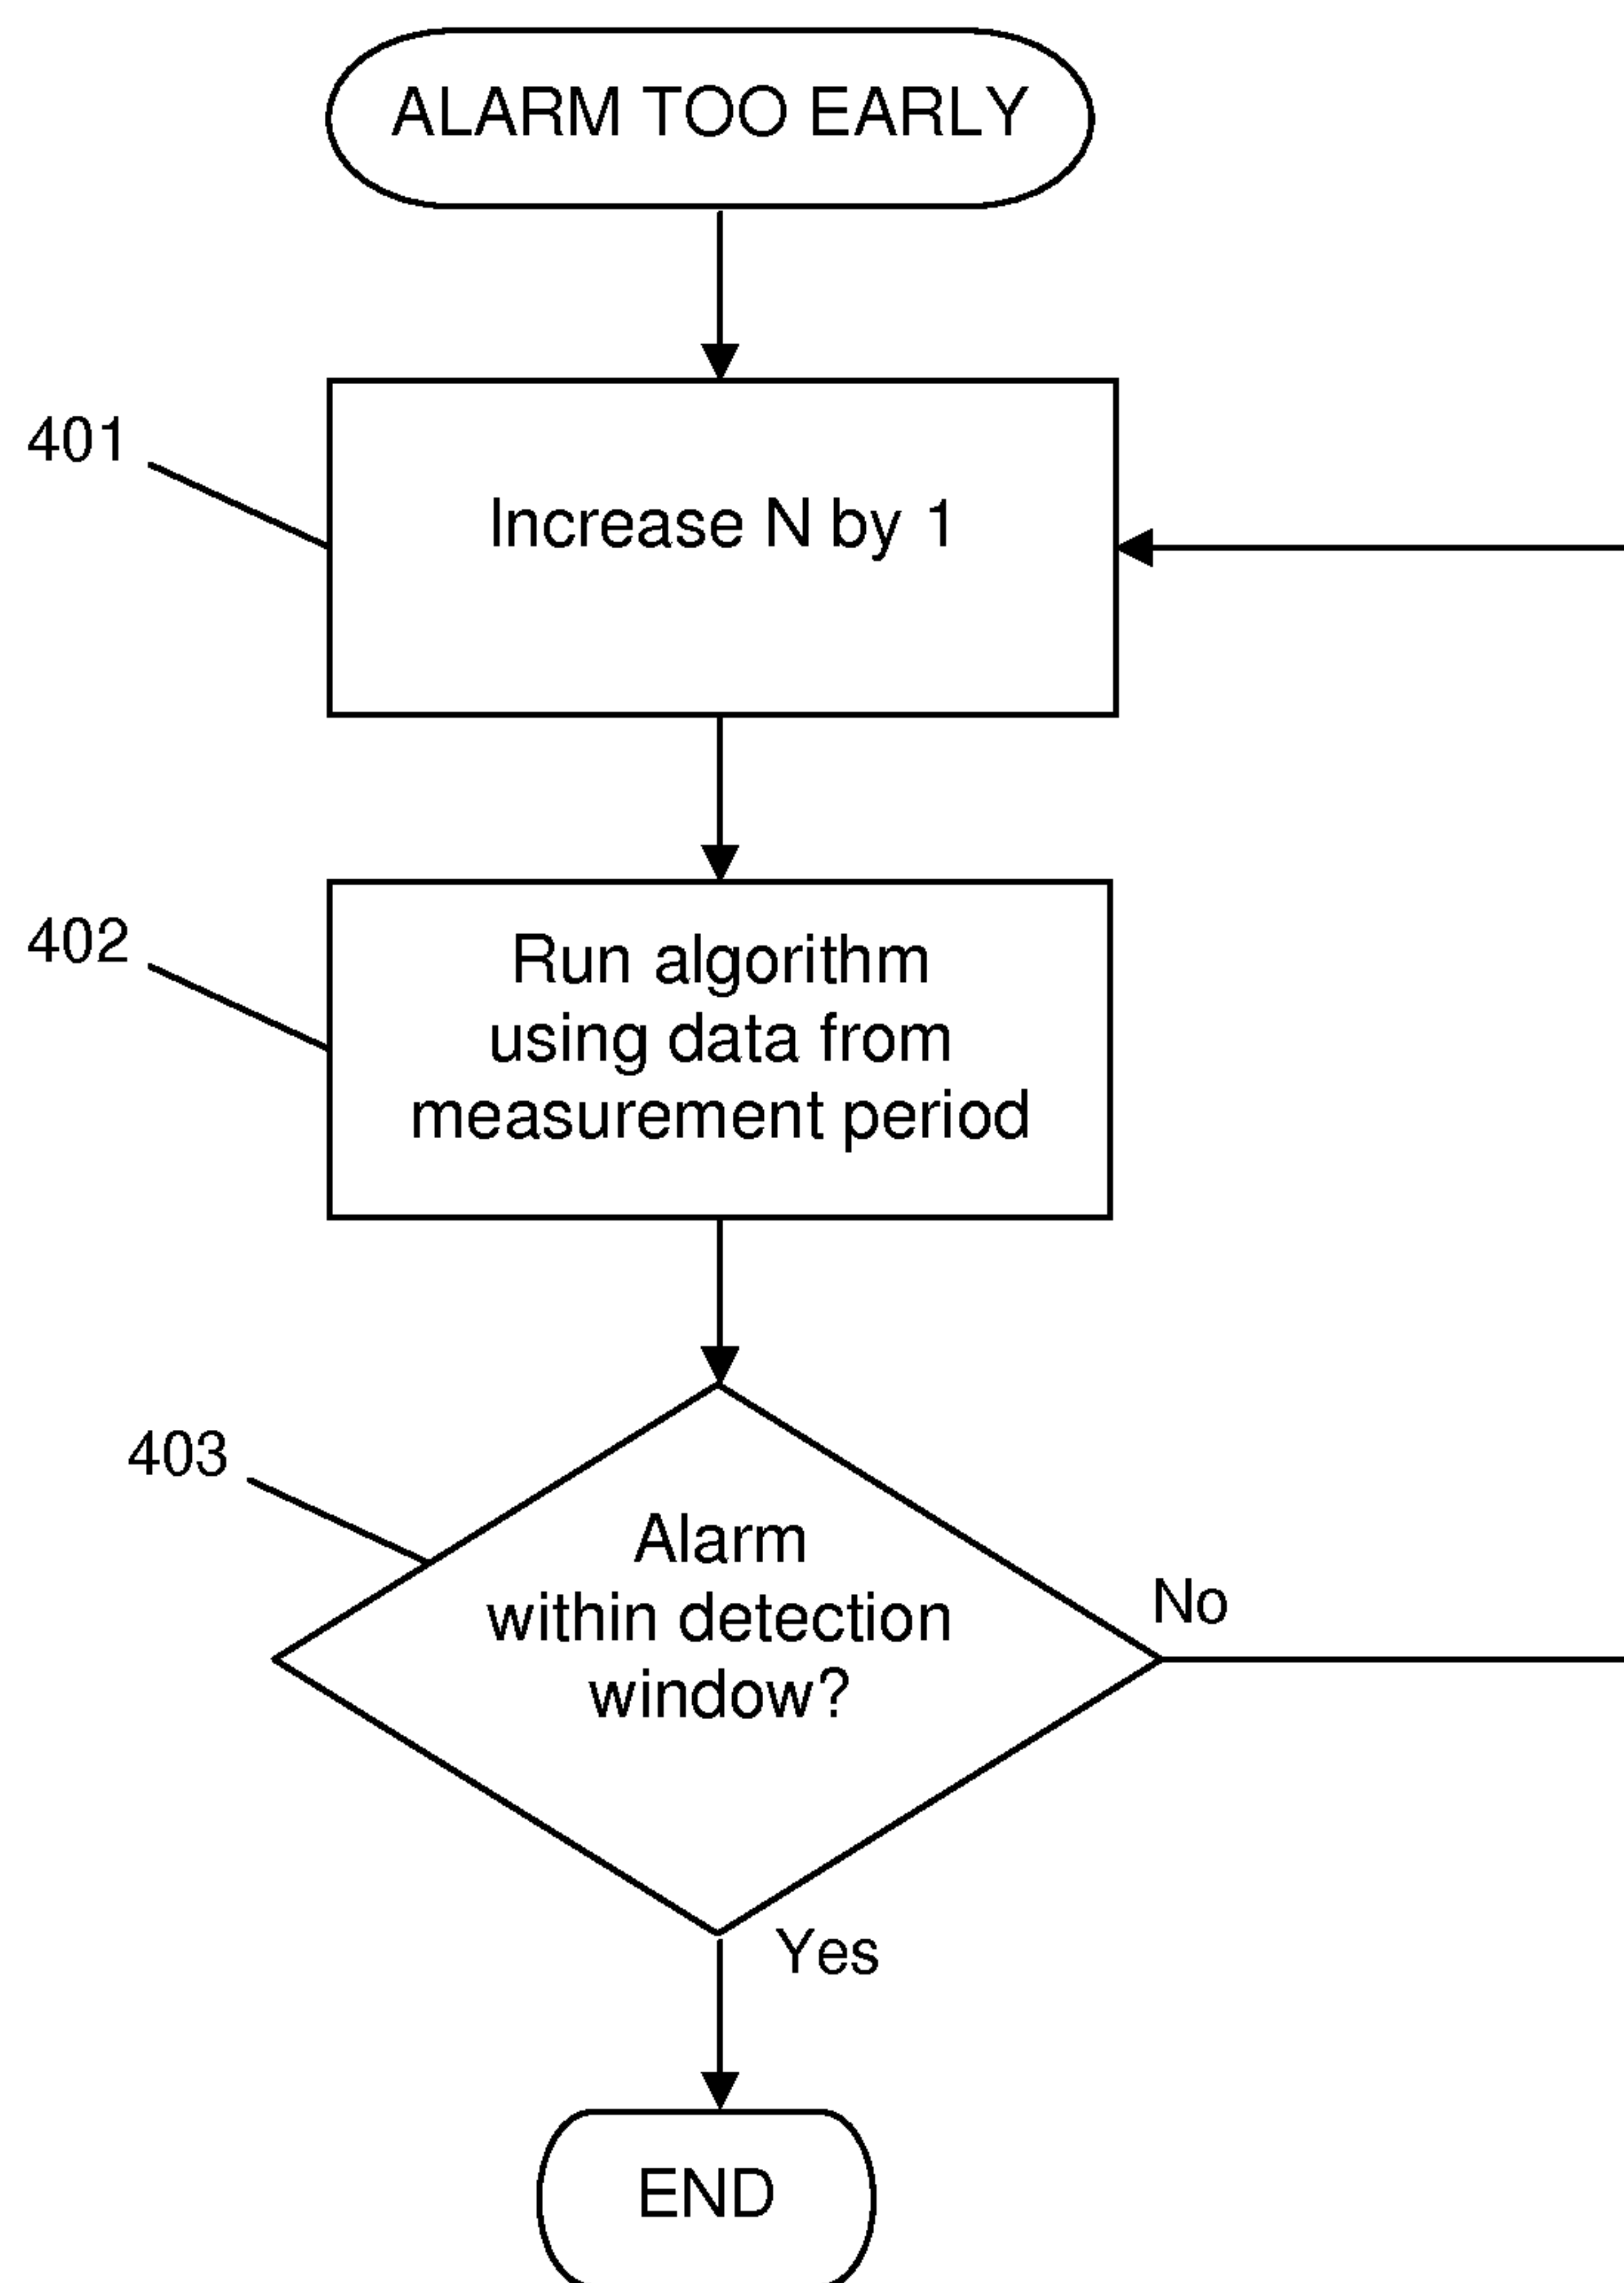 ALARM TOO EARLY
401
Increase N by 1
402
Run algorithm
using data from
measurement period
403
Alarm
within detection
window?
No
Yes
END